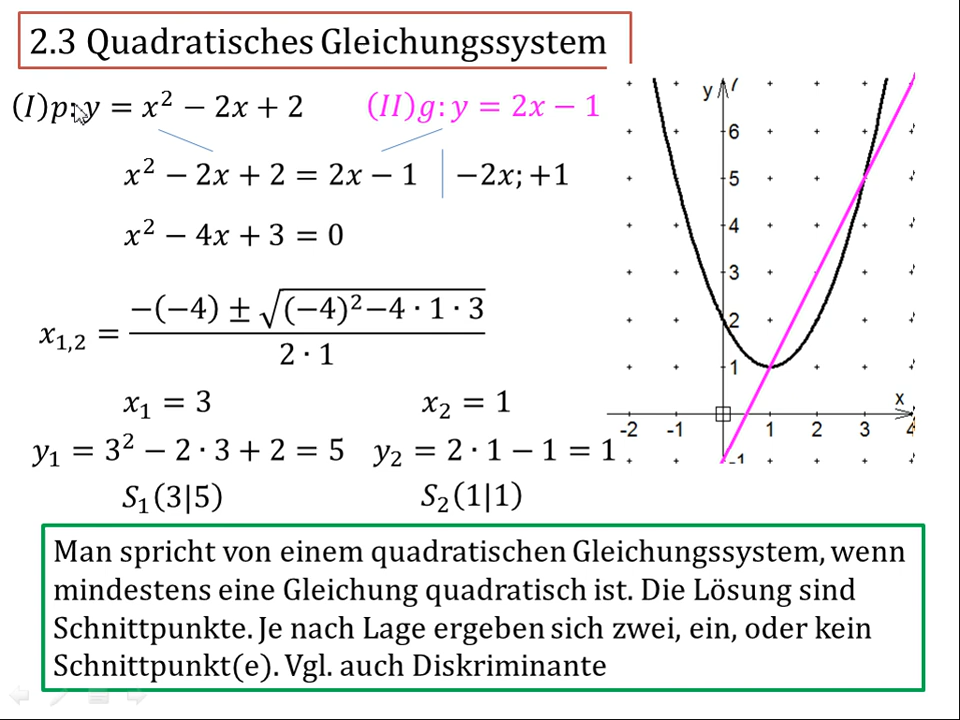 2.3 Quadratisches Gleichungssystem
(I)p: y = x² − 2x + 2
(II)g: y = 2x − 1
x² − 2x + 2 = 2x − 1 | −2x; +1
x² − 4x + 3 = 0
x₁,₂ = (−(−4) ± √((−4)²−4 · 1 · 3)) / (2 · 1)
x₁ = 3
x₂ = 1
y₁ = 3² − 2 · 3 + 2 = 5
y₂ = 2 · 1 − 1 = 1
S₁(3|5)
S₂(1|1)
y
7
6
5
4
3
2
1
x
-2 -1 1 2 3 4
-1
Man spricht von einem quadratischen Gleichungssystem, wenn
mindestens eine Gleichung quadratisch ist. Die Lösung sind
Schnittpunkte. Je nach Lage ergeben sich zwei, ein, oder kein
Schnittpunkt(e). Vgl. auch Diskriminante